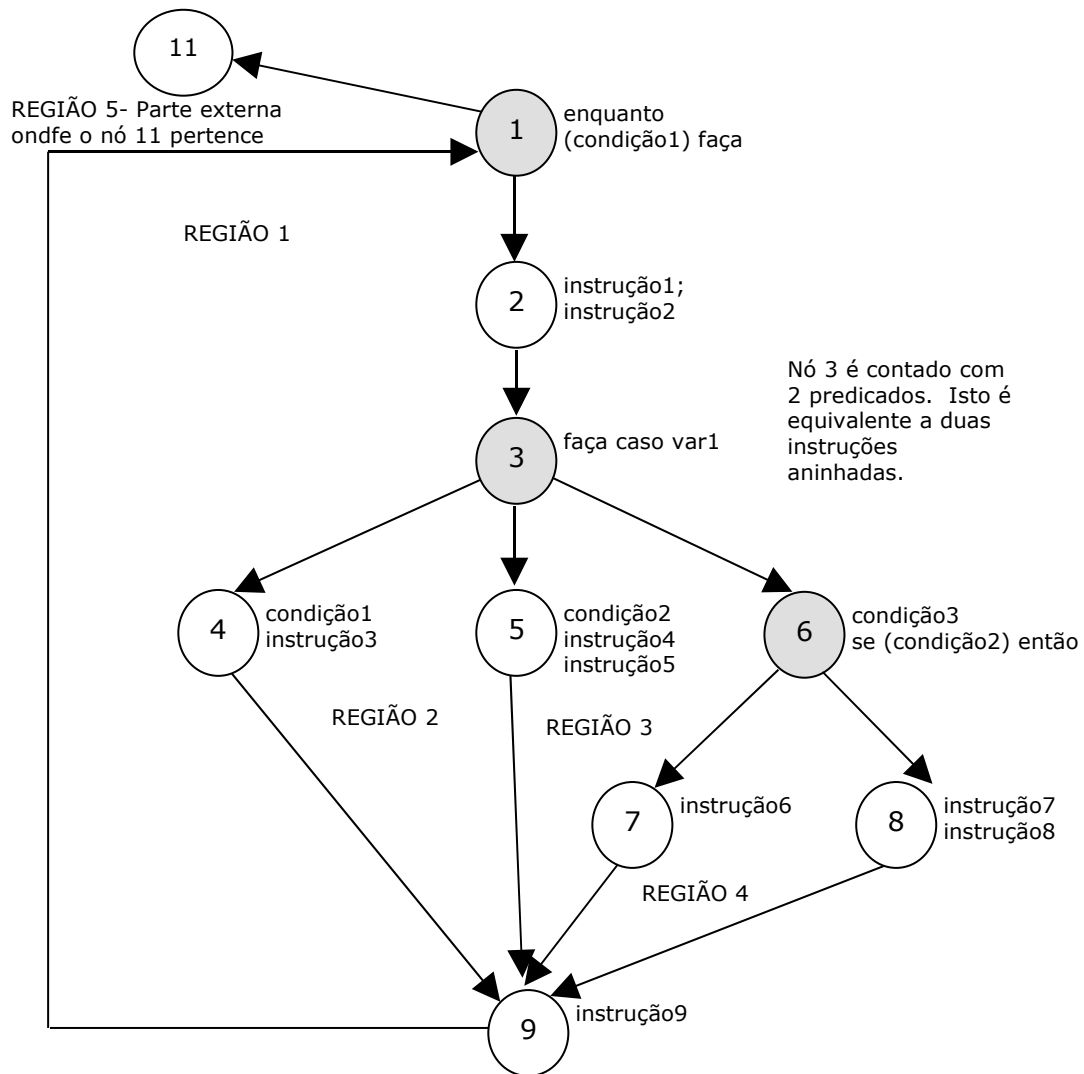 11
REGIÃO 5- Parte externa
ondfe o nó 11 pertence
1
enquanto
(condição1) faça
REGIÃO 1
2
instrução1;
instrução2
Nó 3 é contado com
2 predicados. Isto é
equivalente a duas
instruções
aninhadas.
3
faça caso var1
4
condição1
instrução3
5
condição2
instrução4
instrução5
6
condição3
se (condição2) então
REGIÃO 2
REGIÃO 3
7
instrução6
8
instrução7
instrução8
REGIÃO 4
9
instrução9